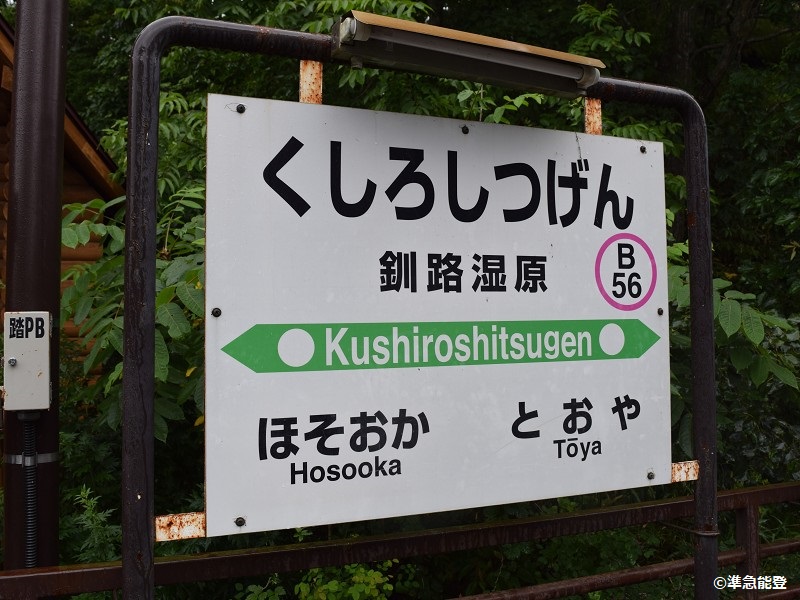 くしろしつげん
釧路湿原
B
56
Kushiroshitsugen
ほそおか
Hosooka
とおや
Tōya
踏PB
©準急能登